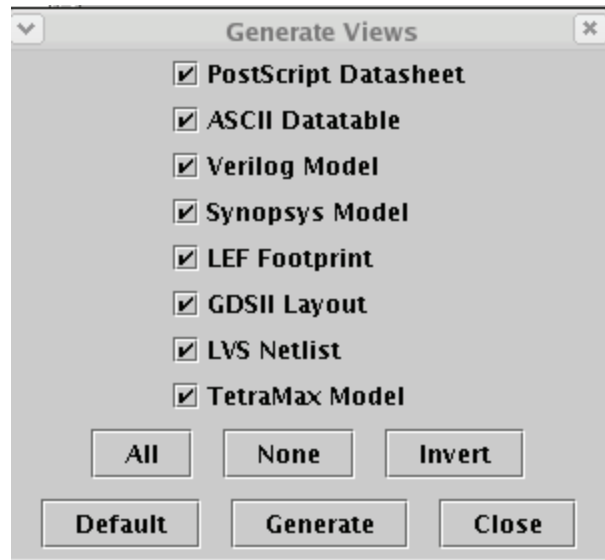 Generate Views
PostScript Datasheet
ASCII Datatable
Verilog Model
Synopsys Model
LEF Footprint
GDSII Layout
LVS Netlist
TetraMax Model
All None Invert
Default Generate Close